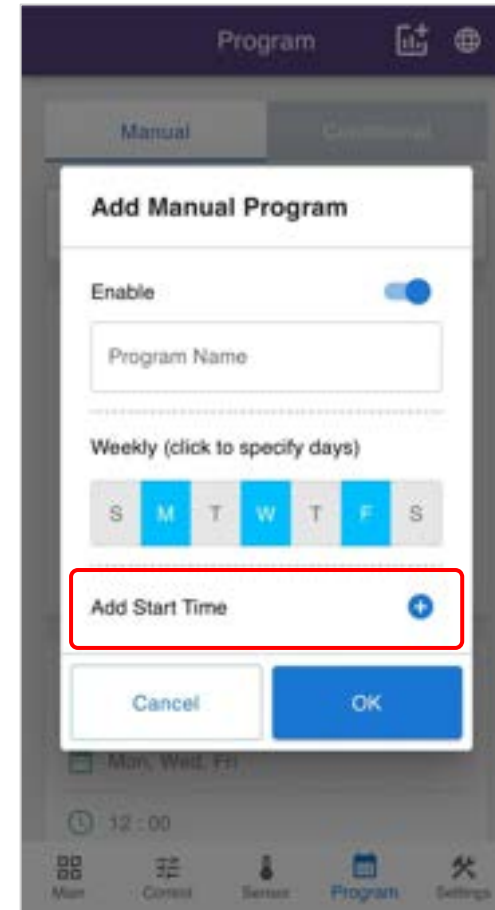 Program
Manual
Conditional
Add Manual Program
Enable
Program Name
Weekly (click to specify days)
S M T W T F S
Add Start Time
Cancel OK
Mon, Wed, Fri
12 : 00
Main Control Sensor Program Settings